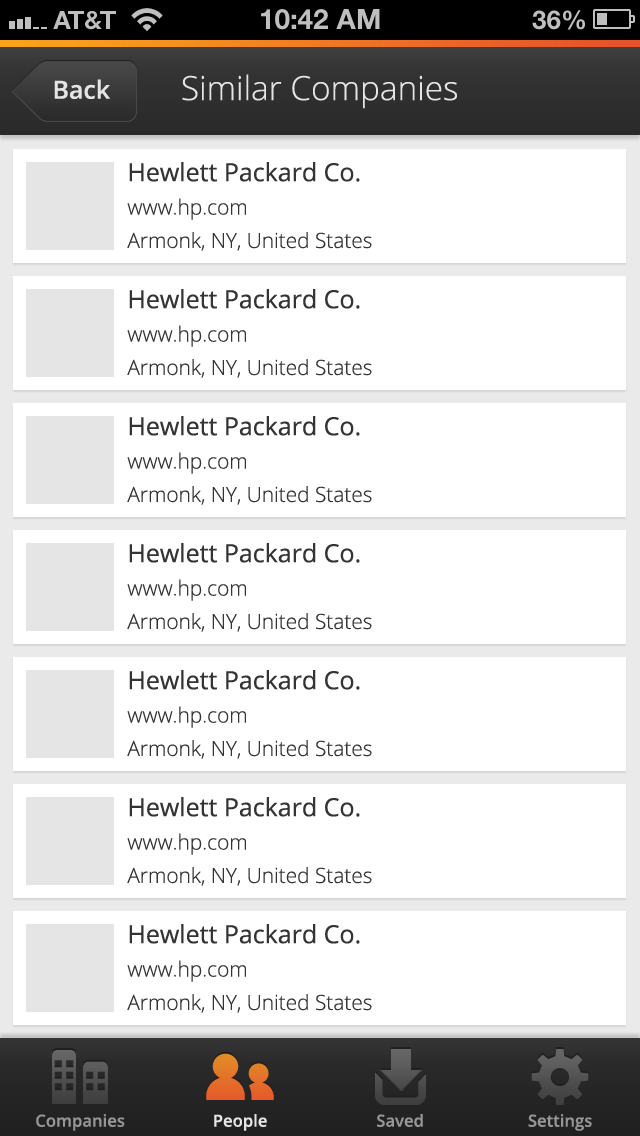 AT&T 10:42 AM 36%
Back Similar Companies
Hewlett Packard Co.
www.hp.com
Armonk, NY, United States
Hewlett Packard Co.
www.hp.com
Armonk, NY, United States
Hewlett Packard Co.
www.hp.com
Armonk, NY, United States
Hewlett Packard Co.
www.hp.com
Armonk, NY, United States
Hewlett Packard Co.
www.hp.com
Armonk, NY, United States
Hewlett Packard Co.
www.hp.com
Armonk, NY, United States
Hewlett Packard Co.
www.hp.com
Armonk, NY, United States
Companies People Saved Settings